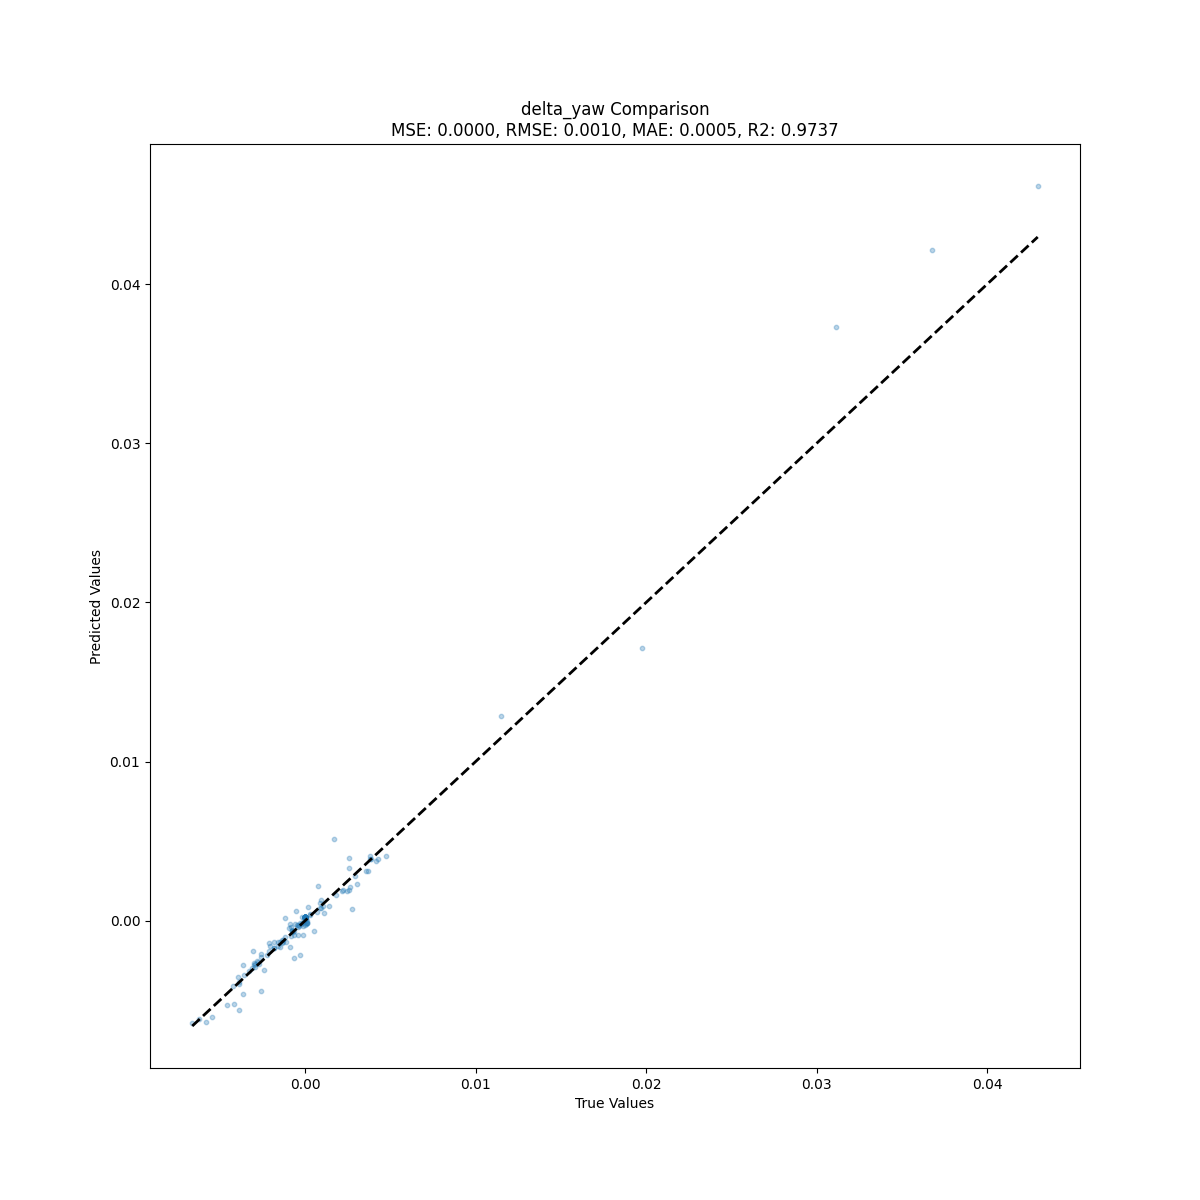 delta_yaw Comparison
MSE: 0.0000, RMSE: 0.0010, MAE: 0.0005, R2: 0.9737
Predicted Values
0.04
0.03
0.02
0.01
0.00
0.00 0.01 0.02 0.03 0.04
True Values